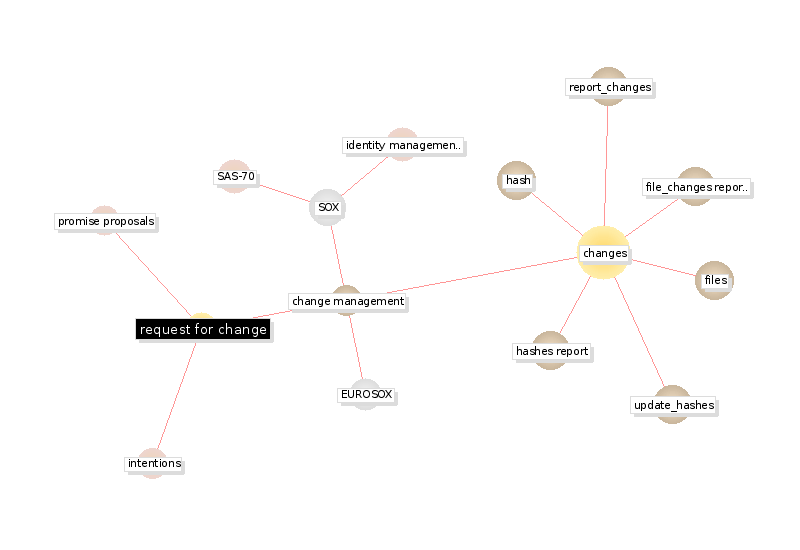 report_changes
identity managemen..
SAS-70
hash
file_changes repor..
SOX
promise proposals
changes
files
change management
request for change
hashes report
EUROSOX
update_hashes
intentions